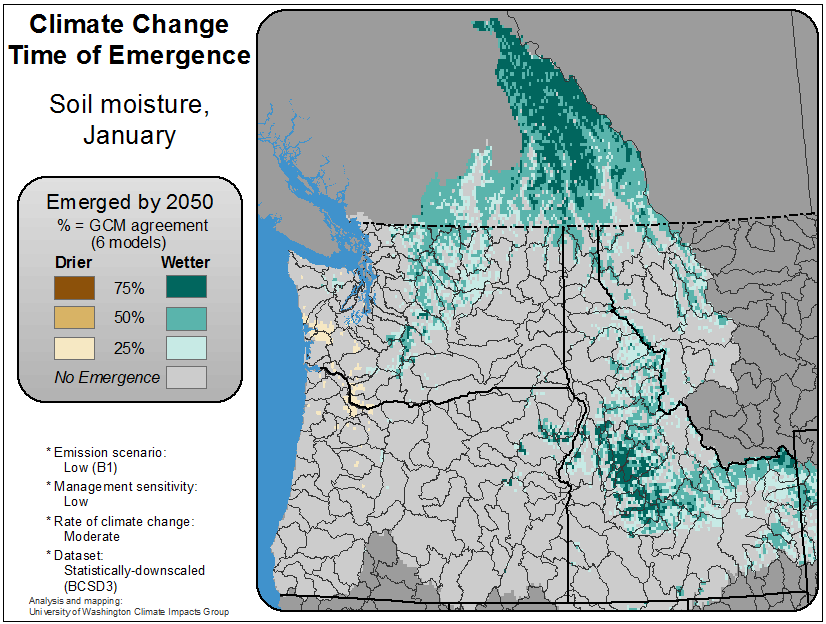 Climate Change
Time of Emergence
Soil moisture,
January
Emerged by 2050
% = GCM agreement
(6 models)
Drier Wetter
75%
50%
25%
No Emergence
* Emission scenario:
Low (B1)
* Management sensitivity:
Low
* Rate of climate change:
Moderate
* Dataset:
Statistically-downscaled
(BCSD3)
Analysis and mapping:
University of Washington Climate Impacts Group